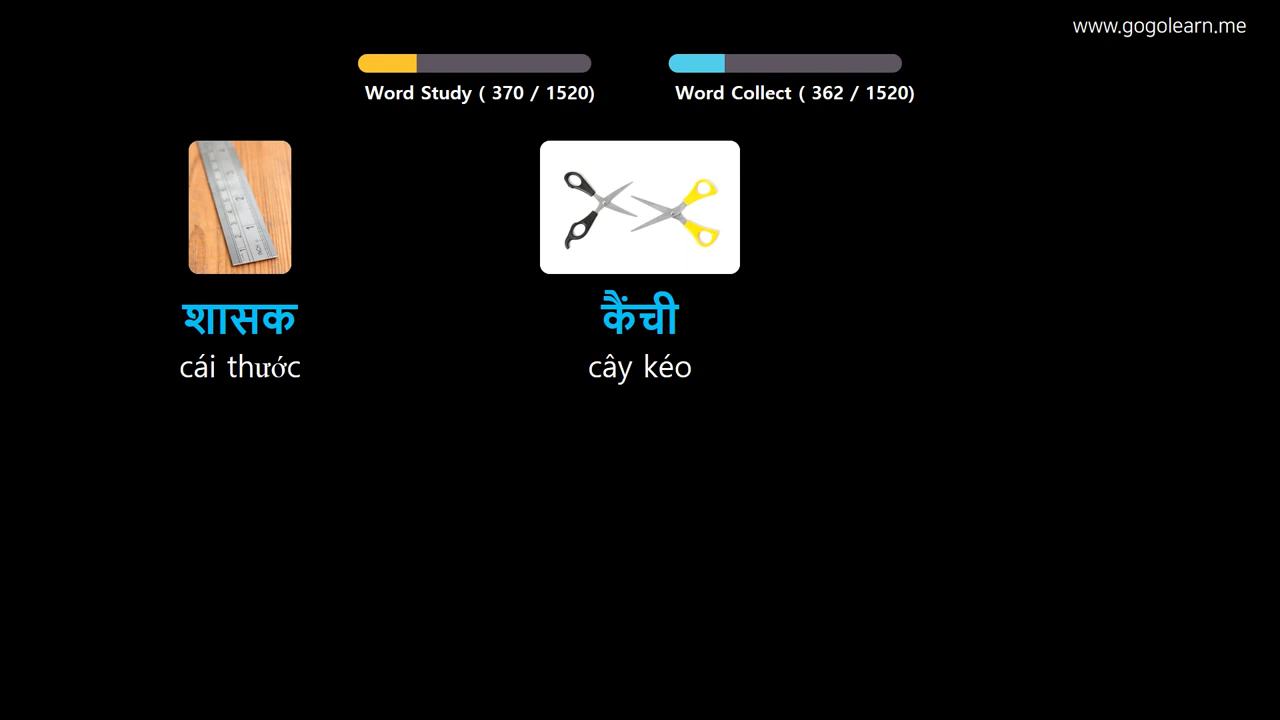 www.gogolearn.me
Word Study ( 370 / 1520)
Word Collect ( 362 / 1520)
शासक
कैंची
cái thước
cây kéo